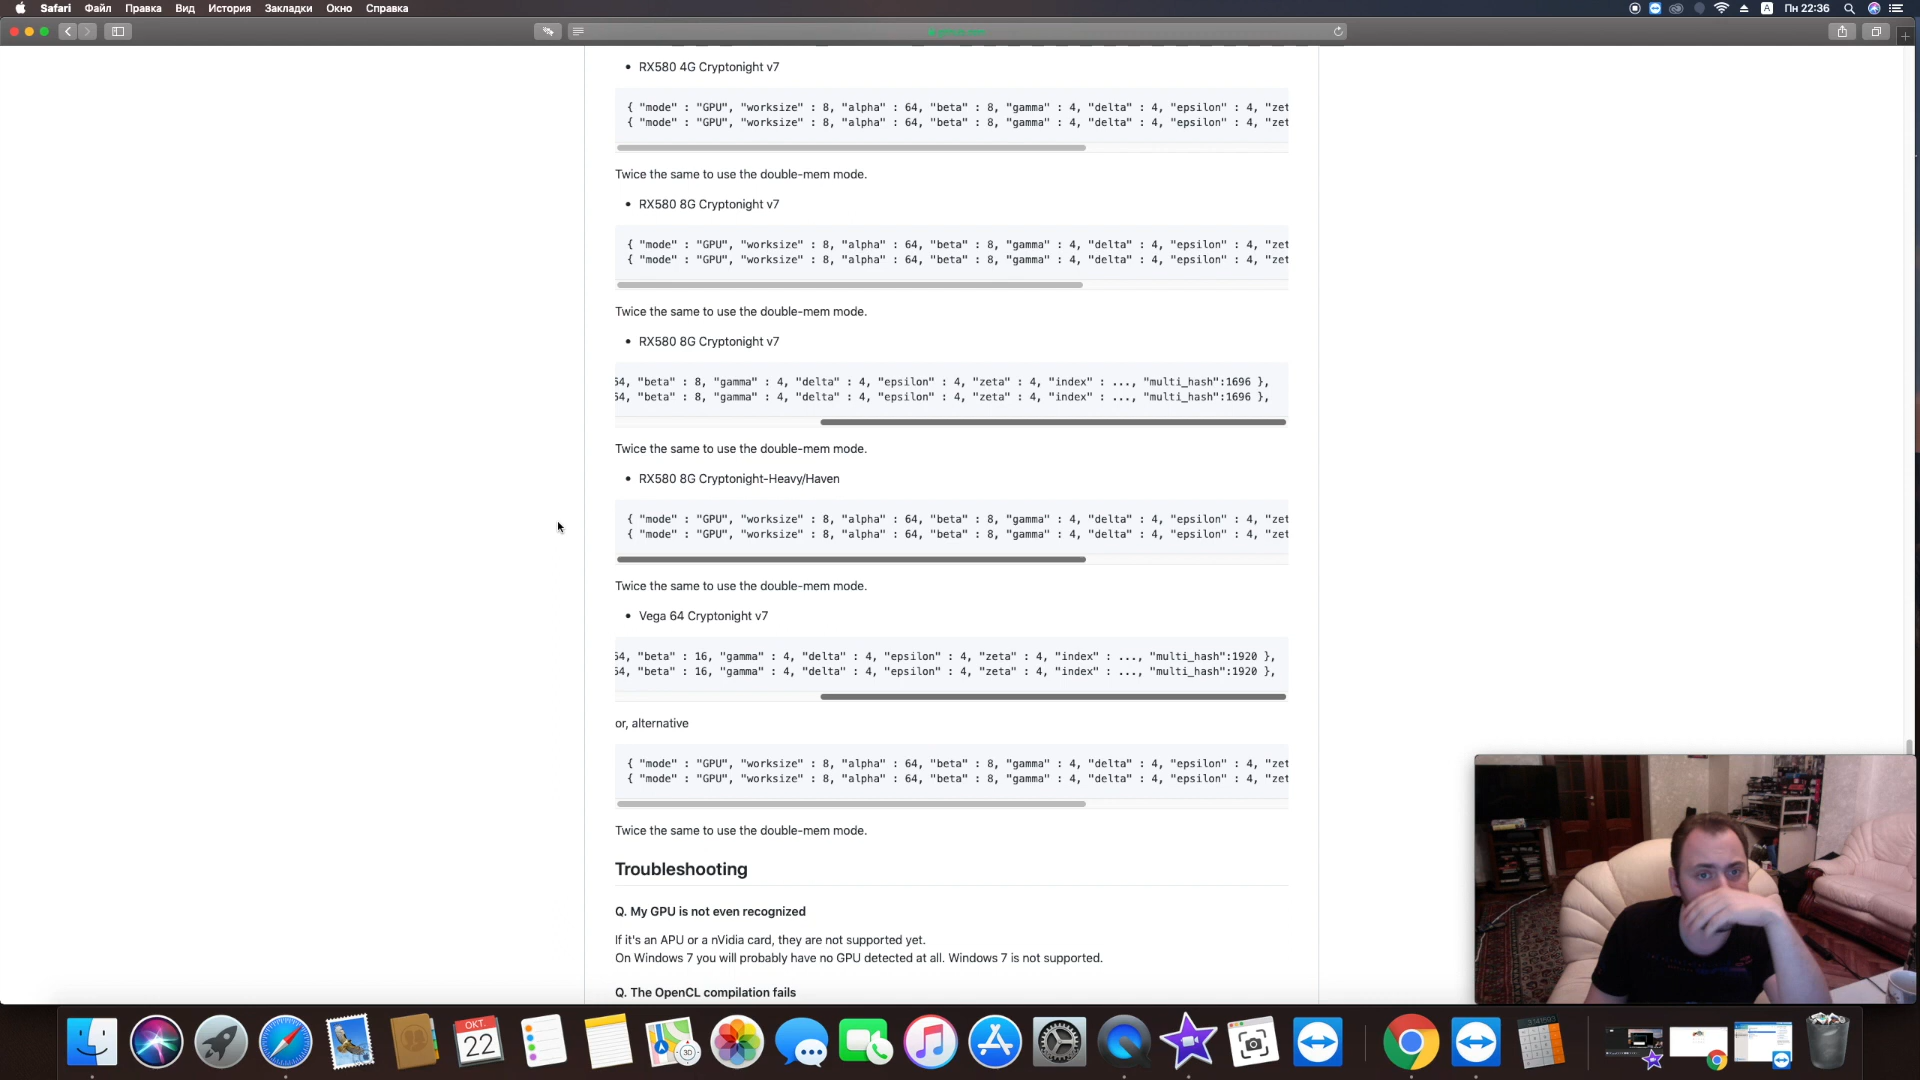 Safari Файл Правка Вид История Закладки Окно Справка
A Пн 22:36
RX580 4G Cryptonight v7
{ "mode" : "GPU", "worksize" : 8, "alpha" : 64, "beta" : 8, "gamma" : 4, "delta" : 4, "epsilon" : 4, "zet
{ "mode" : "GPU", "worksize" : 8, "alpha" : 64, "beta" : 8, "gamma" : 4, "delta" : 4, "epsilon" : 4, "zet
Twice the same to use the double-mem mode.
RX580 8G Cryptonight v7
{ "mode" : "GPU", "worksize" : 8, "alpha" : 64, "beta" : 8, "gamma" : 4, "delta" : 4, "epsilon" : 4, "zet
{ "mode" : "GPU", "worksize" : 8, "alpha" : 64, "beta" : 8, "gamma" : 4, "delta" : 4, "epsilon" : 4, "zet
Twice the same to use the double-mem mode.
RX580 8G Cryptonight v7
64, "beta" : 8, "gamma" : 4, "delta" : 4, "epsilon" : 4, "zeta" : 4, "index" : ..., "multi_hash":1696 },
64, "beta" : 8, "gamma" : 4, "delta" : 4, "epsilon" : 4, "zeta" : 4, "index" : ..., "multi_hash":1696 },
Twice the same to use the double-mem mode.
RX580 8G Cryptonight-Heavy/Haven
{ "mode" : "GPU", "worksize" : 8, "alpha" : 64, "beta" : 8, "gamma" : 4, "delta" : 4, "epsilon" : 4, "zet
{ "mode" : "GPU", "worksize" : 8, "alpha" : 64, "beta" : 8, "gamma" : 4, "delta" : 4, "epsilon" : 4, "zet
Twice the same to use the double-mem mode.
Vega 64 Cryptonight v7
64, "beta" : 16, "gamma" : 4, "delta" : 4, "epsilon" : 4, "zeta" : 4, "index" : ..., "multi_hash":1920 },
64, "beta" : 16, "gamma" : 4, "delta" : 4, "epsilon" : 4, "zeta" : 4, "index" : ..., "multi_hash":1920 },
or, alternative
{ "mode" : "GPU", "worksize" : 8, "alpha" : 64, "beta" : 8, "gamma" : 4, "delta" : 4, "epsilon" : 4, "zet
{ "mode" : "GPU", "worksize" : 8, "alpha" : 64, "beta" : 8, "gamma" : 4, "delta" : 4, "epsilon" : 4, "zet
Twice the same to use the double-mem mode.
Troubleshooting
Q. My GPU is not even recognized
If it's an APU or a nVidia card, they are not supported yet.
On Windows 7 you will probably have no GPU detected at all. Windows 7 is not supported.
Q. The OpenCL compilation fails
ОКТ.
22
3D